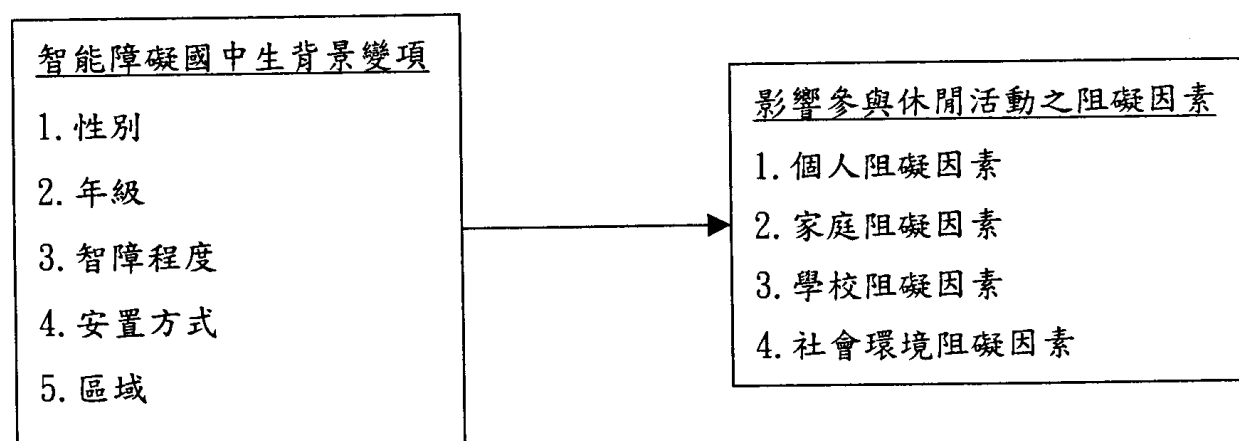 智能障礙國中生背景變項
1.性別
2.年級
3.智障程度
4.安置方式
5.區域
影響參與休閒活動之阻礙因素
1.個人阻礙因素
2.家庭阻礙因素
3.學校阻礙因素
4.社會環境阻礙因素